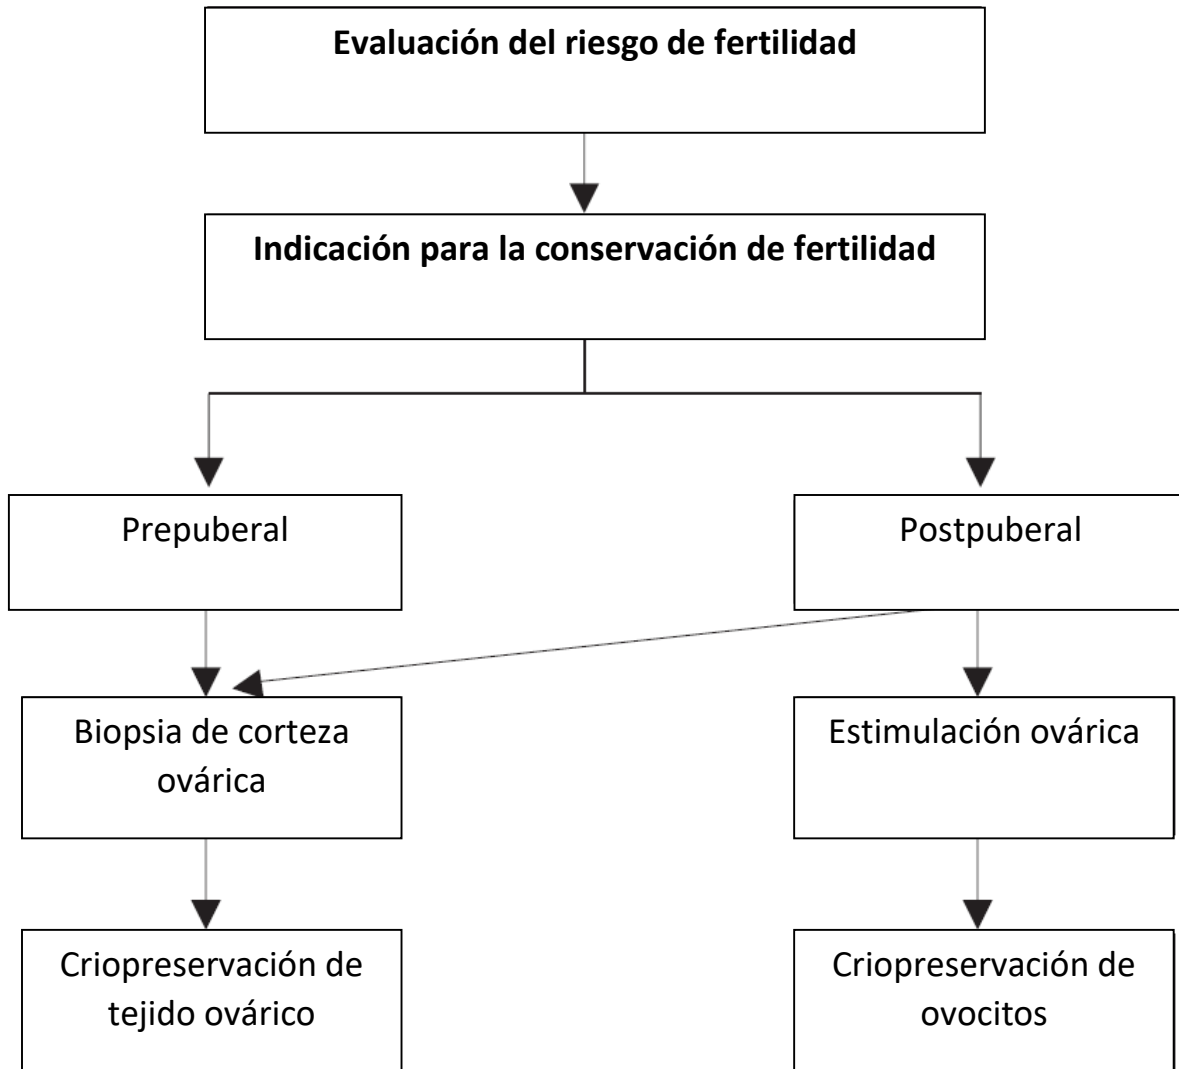 Evaluación del riesgo de fertilidad
Indicación para la conservación de fertilidad
Prepuberal
Postpuberal
Biopsia de corteza
ovárica
Estimulación ovárica
Criopreservación de
tejido ovárico
Criopreservación de
ovocitos